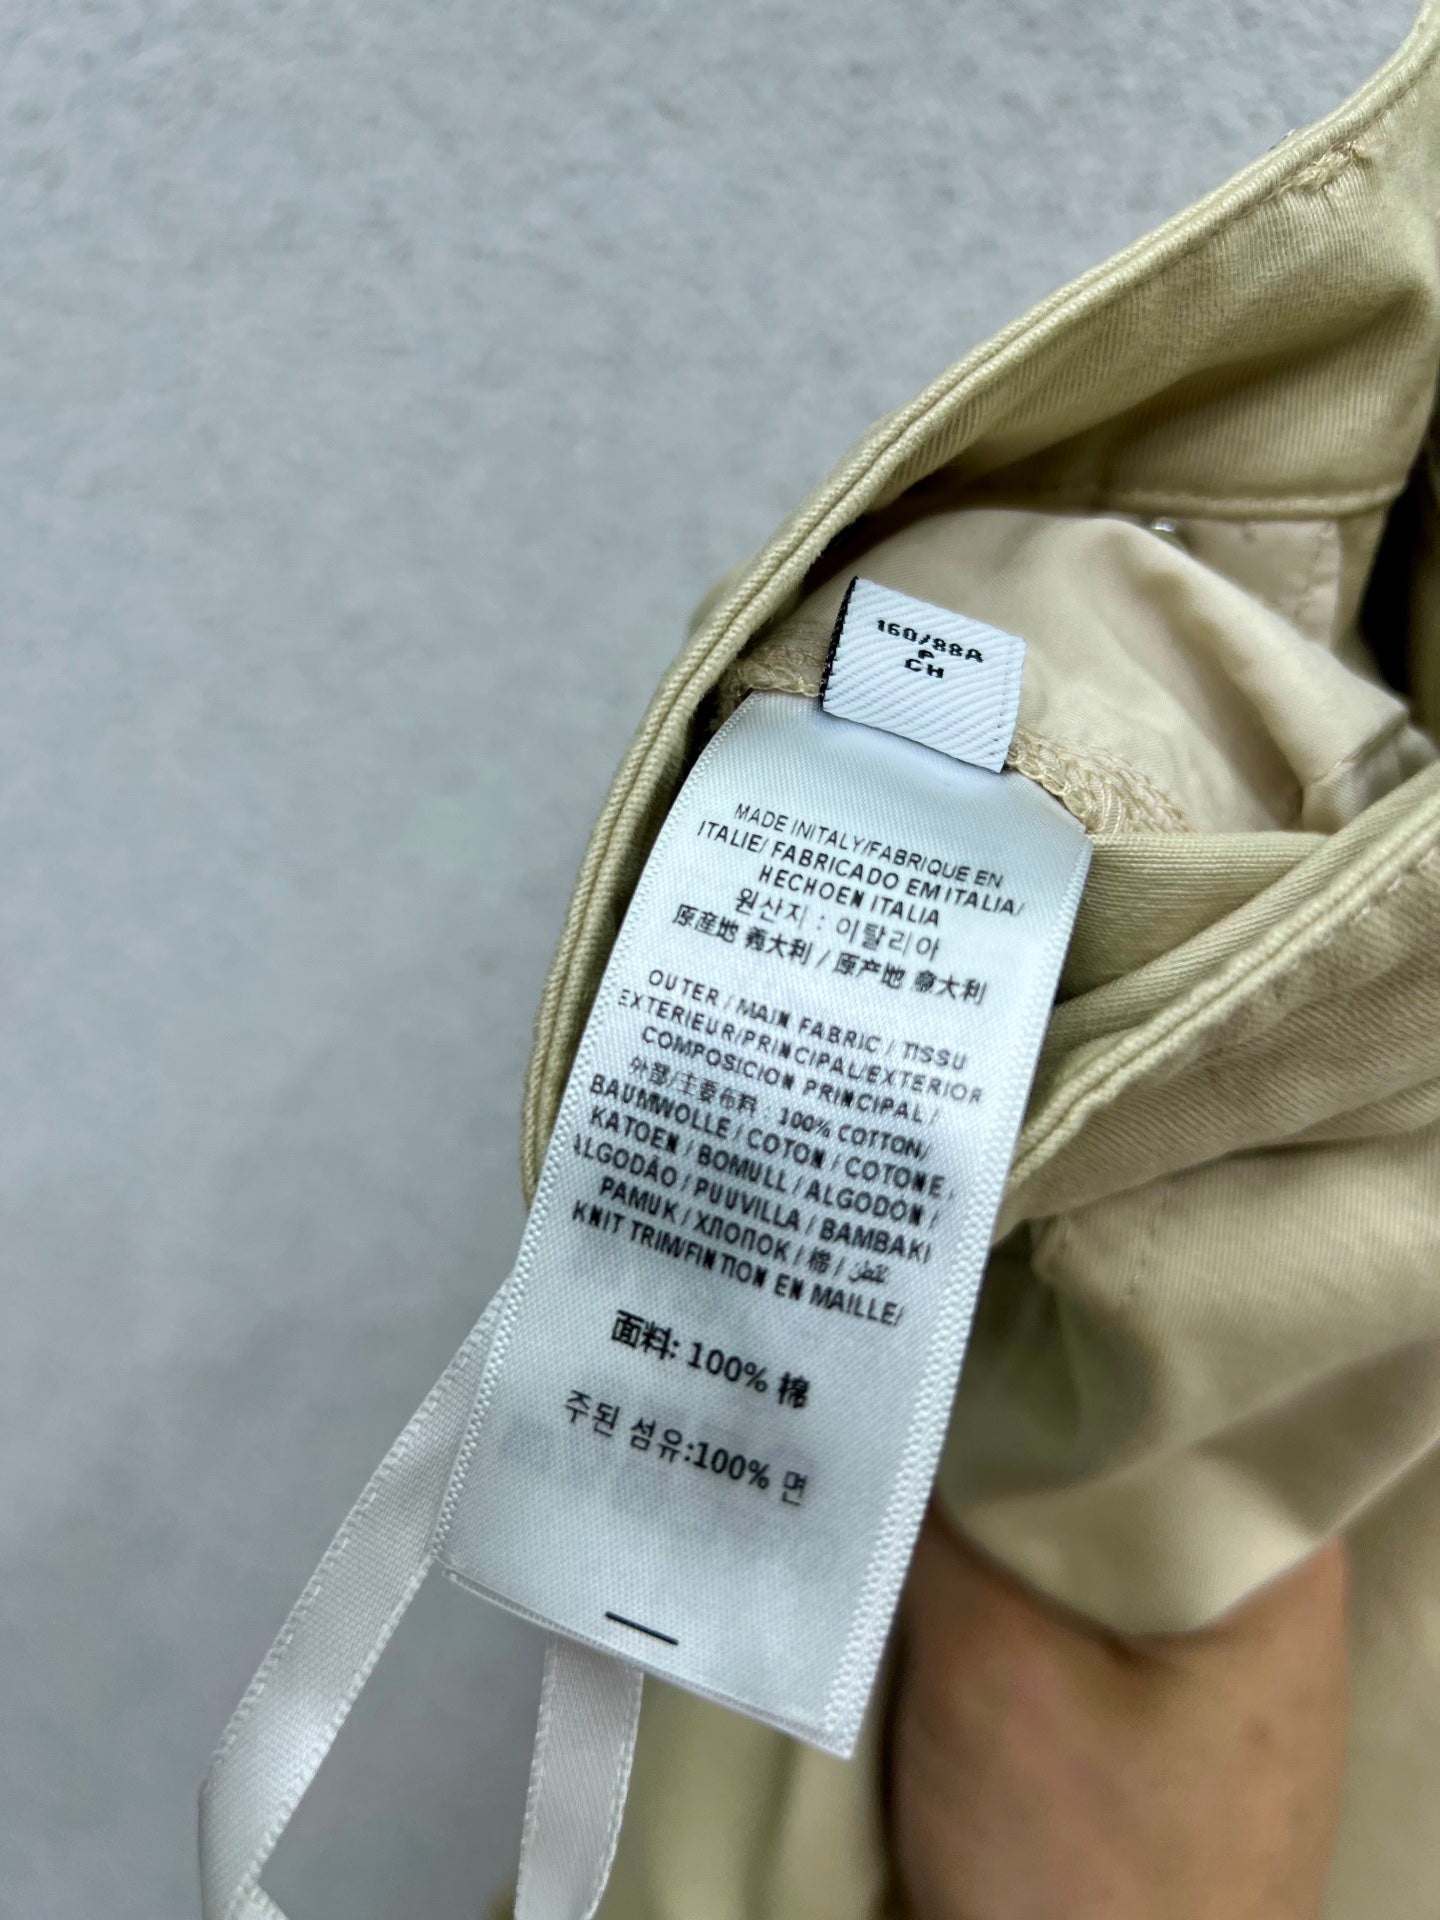 160/88A
P
CH
MADE INITALY/FABRIQUE EN
ITALIE/ FABRICADO EM ITALIA/
HECHOEN ITALIA
원산지 : 이탈리아
原産地 義大利 / 原产地 意大利
OUTER / MAIN FABRIC / TISSU
EXTERIEUR/PRINCIPAL/EXTERIOR
COMPOSICION PRINCIPAL /
外部/主要布料 : 100% COTTON/
BAUMWOLLE / COTON / COTONE /
KATOEN / BOMULL / ALGODON /
ALGODÃO / PUUVILLA / BAMBAKI
PAMUK / ХЛОПОК / 棉 /
KNIT TRIM/FINTION EN MAILLE/
面料: 100% 棉
주된 섬유:100% 면